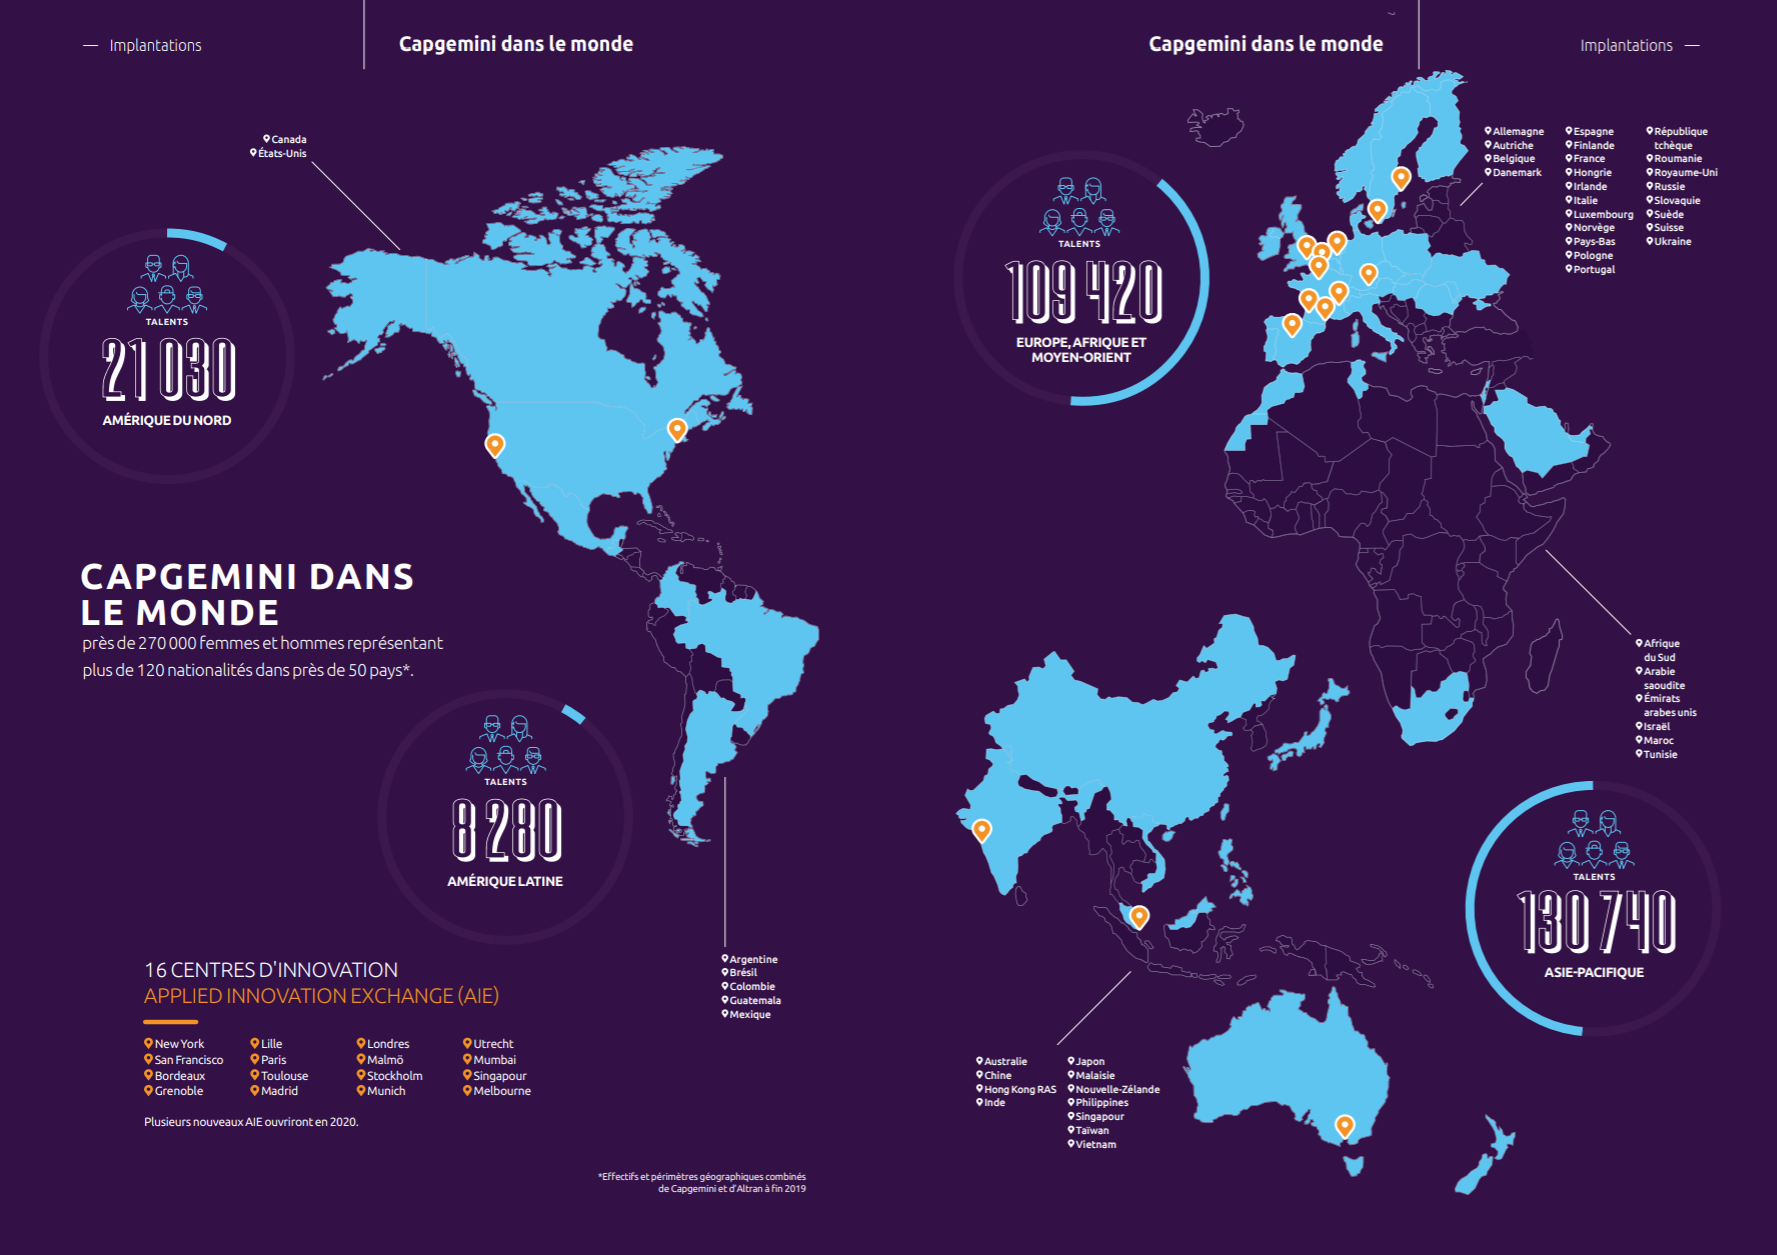 — Implantations
Capgemini dans le monde
Canada
États-Unis
TALENTS
21 030
AMÉRIQUE DU NORD
CAPGEMINI DANS
LE MONDE
près de 270 000 femmes et hommes représentant
plus de 120 nationalités dans près de 50 pays*.
TALENTS
8 280
AMÉRIQUE LATINE
Argentine
Brésil
Colombie
Guatemala
Mexique
16 CENTRES D'INNOVATION
APPLIED INNOVATION EXCHANGE (AIE)
New York
San Francisco
Bordeaux
Grenoble
Lille
Paris
Toulouse
Madrid
Londres
Malmö
Stockholm
Munich
Utrecht
Mumbai
Singapour
Melbourne
Plusieurs nouveaux AIE ouvriront en 2020.
*Effectifs et périmètres géographiques combinés
de Capgemini et d'Altran à fin 2019
Capgemini dans le monde
Implantations —
TALENTS
109 420
EUROPE, AFRIQUE ET
MOYEN-ORIENT
Allemagne
Autriche
Belgique
Danemark
Espagne
Finlande
France
Hongrie
Irlande
Italie
Luxembourg
Norvège
Pays-Bas
Pologne
Portugal
République
tchèque
Roumanie
Royaume-Uni
Russie
Slovaquie
Suède
Suisse
Ukraine
Afrique
du Sud
Arabie
saoudite
Émirats
arabes unis
Israël
Maroc
Tunisie
TALENTS
130 740
ASIE-PACIFIQUE
Australie
Chine
Hong Kong RAS
Inde
Japon
Malaisie
Nouvelle-Zélande
Philippines
Singapour
Taïwan
Vietnam